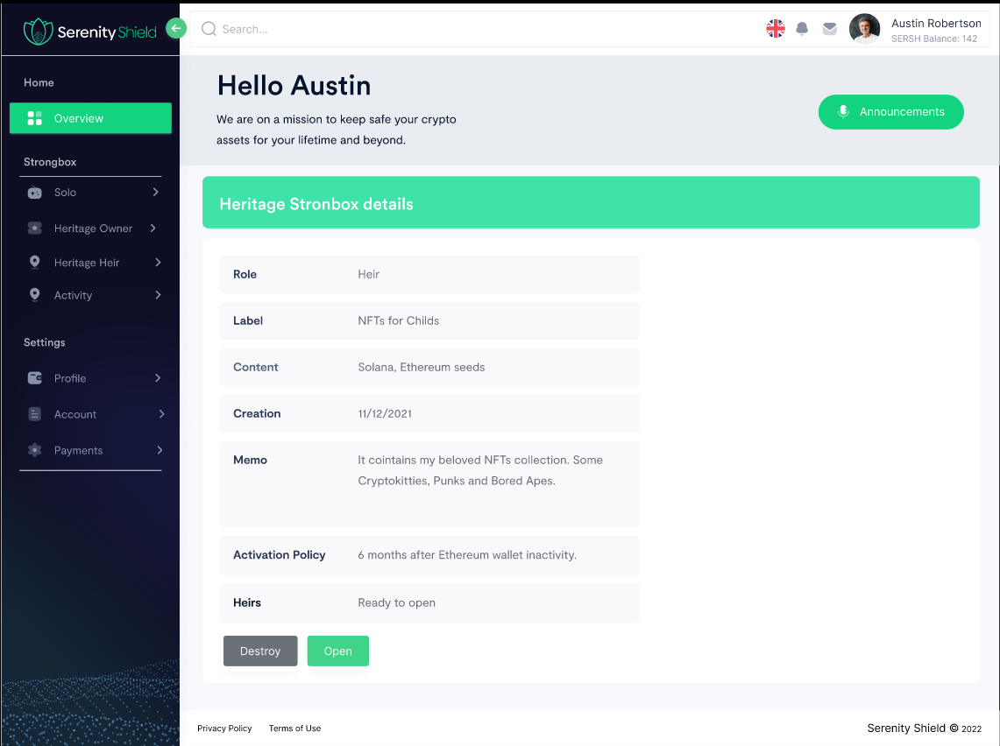 Serenity Shield
Search...
Austin Robertson
SERSH Balance: 142
Home
Overview
Strongbox
Solo
Heritage Owner
Heritage Heir
Activity
Settings
Profile
Account
Payments
Hello Austin
We are on a mission to keep safe your crypto
assets for your lifetime and beyond.
Announcements
Heritage Stronbox details
Role Heir
Label NFTs for Childs
Content Solana, Ethereum seeds
Creation 11/12/2021
Memo It cointains my beloved NFTs collection. Some
Cryptokitties, Punks and Bored Apes.
Activation Policy 6 months after Ethereum wallet inactivity.
Heirs Ready to open
Destroy Open
Privacy Policy Terms of Use Serenity Shield © 2022